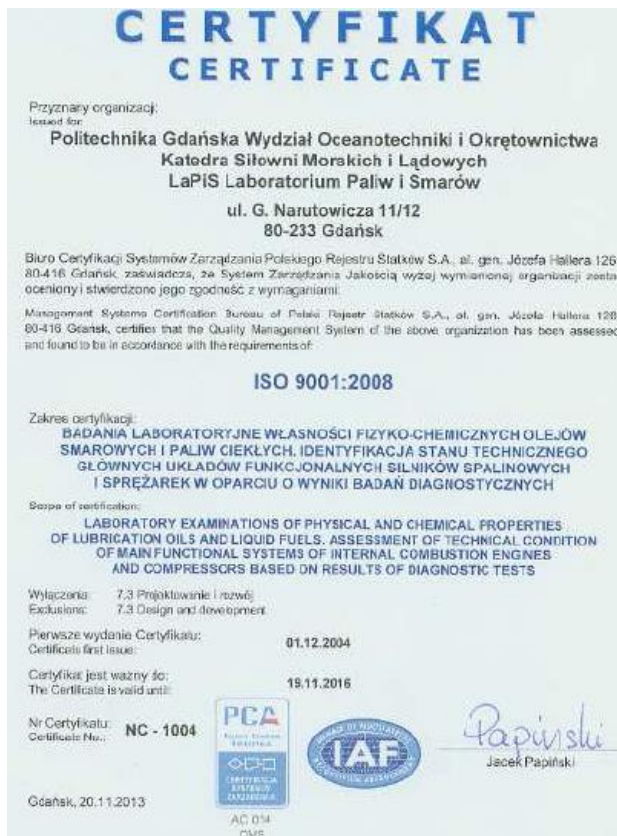 CERTYFIKAT
CERTIFICATE
Przyznany organizacji:
Issued for:
Politechnika Gdańska Wydział Oceanotechniki i Okrętownictwa
Katedra Siłowni Morskich i Lądowych
LaPiS Laboratorium Paliw i Smarów
ul. G. Narutowicza 11/12
80-233 Gdańsk
Biuro Certyfikacji Systemów Zarządzania Polskiego Rejestru Statków S.A., al. gen. Józefa Hallera 126
80-416 Gdańsk, zaświadcza, że System Zarządzania Jakością wyżej wymienionej organizacji zosta
oceniony i stwierdzono jego zgodność z wymaganiami:
Management Systems Certification Bureau of Polski Rejestr Statków S.A., al. gen. Józefa Hallera 126
80-416 Gdańsk, certifies that the Quality Management System of the above organization has been assessed
and found to be in accordance with the requirements of:
ISO 9001:2008
Zakres certyfikacji:
BADANIA LABORATORYJNE WŁASNOŚCI FIZYKO-CHEMICZNYCH OLEJÓW
SMAROWYCH I PALIW CIEKŁYCH. IDENTYFIKACJA STANU TECHNICZNEGO
GŁÓWNYCH UKŁADÓW FUNKCJONALNYCH SILNIKÓW SPALINOWYCH
I SPRĘŻAREK W OPARCIU O WYNIKI BADAŃ DIAGNOSTYCZNYCH
Scope of certification:
LABORATORY EXAMINATIONS OF PHYSICAL AND CHEMICAL PROPERTIES
OF LUBRICATION OILS AND LIQUID FUELS. ASSESSMENT OF TECHNICAL CONDITION
OF MAIN FUNCTIONAL SYSTEMS OF INTERNAL COMBUSTION ENGINES
AND COMPRESSORS BASED ON RESULTS OF DIAGNOSTIC TESTS
Wyłączenia: 7.3 Projektowanie i rozwój
Exclusions: 7.3 Design and development
Pierwsze wydanie Certyfikatu:
Certificate first issue: 01.12.2004
Certyfikat jest ważny do:
The Certificate is valid until: 19.11.2016
Nr Certyfikatu: NC - 1004
Certificate No.:
PCA
CERTYFIKACJA
SYSTEMÓW
ZARZĄDZANIA
AC 014
QMS
IAF
Papiński
Jacek Papiński
Gdańsk, 20.11.2013